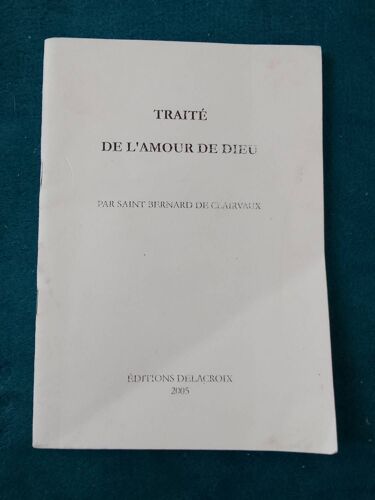 TRAITÉ
DE L'AMOUR DE DIEU
PAR SAINT BERNARD DE CLAIRVAUX
ÉDITIONS DELACROIX
2005